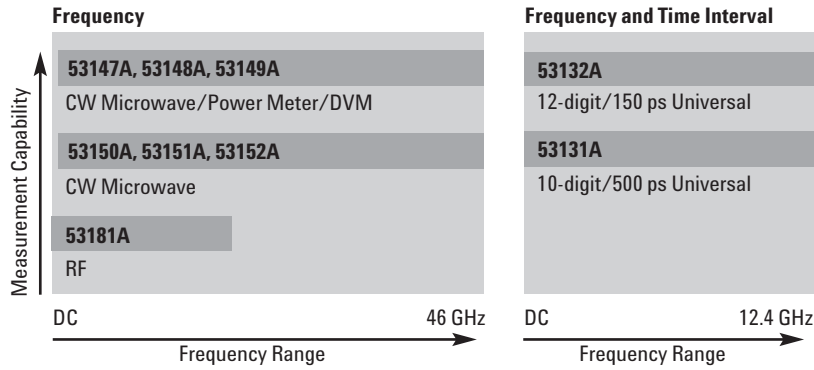 Frequency
Measurement Capability
53147A, 53148A, 53149A
CW Microwave/Power Meter/DVM
53150A, 53151A, 53152A
CW Microwave
53181A
RF
DC
46 GHz
Frequency Range
Frequency and Time Interval
53132A
12-digit/150 ps Universal
53131A
10-digit/500 ps Universal
DC
12.4 GHz
Frequency Range